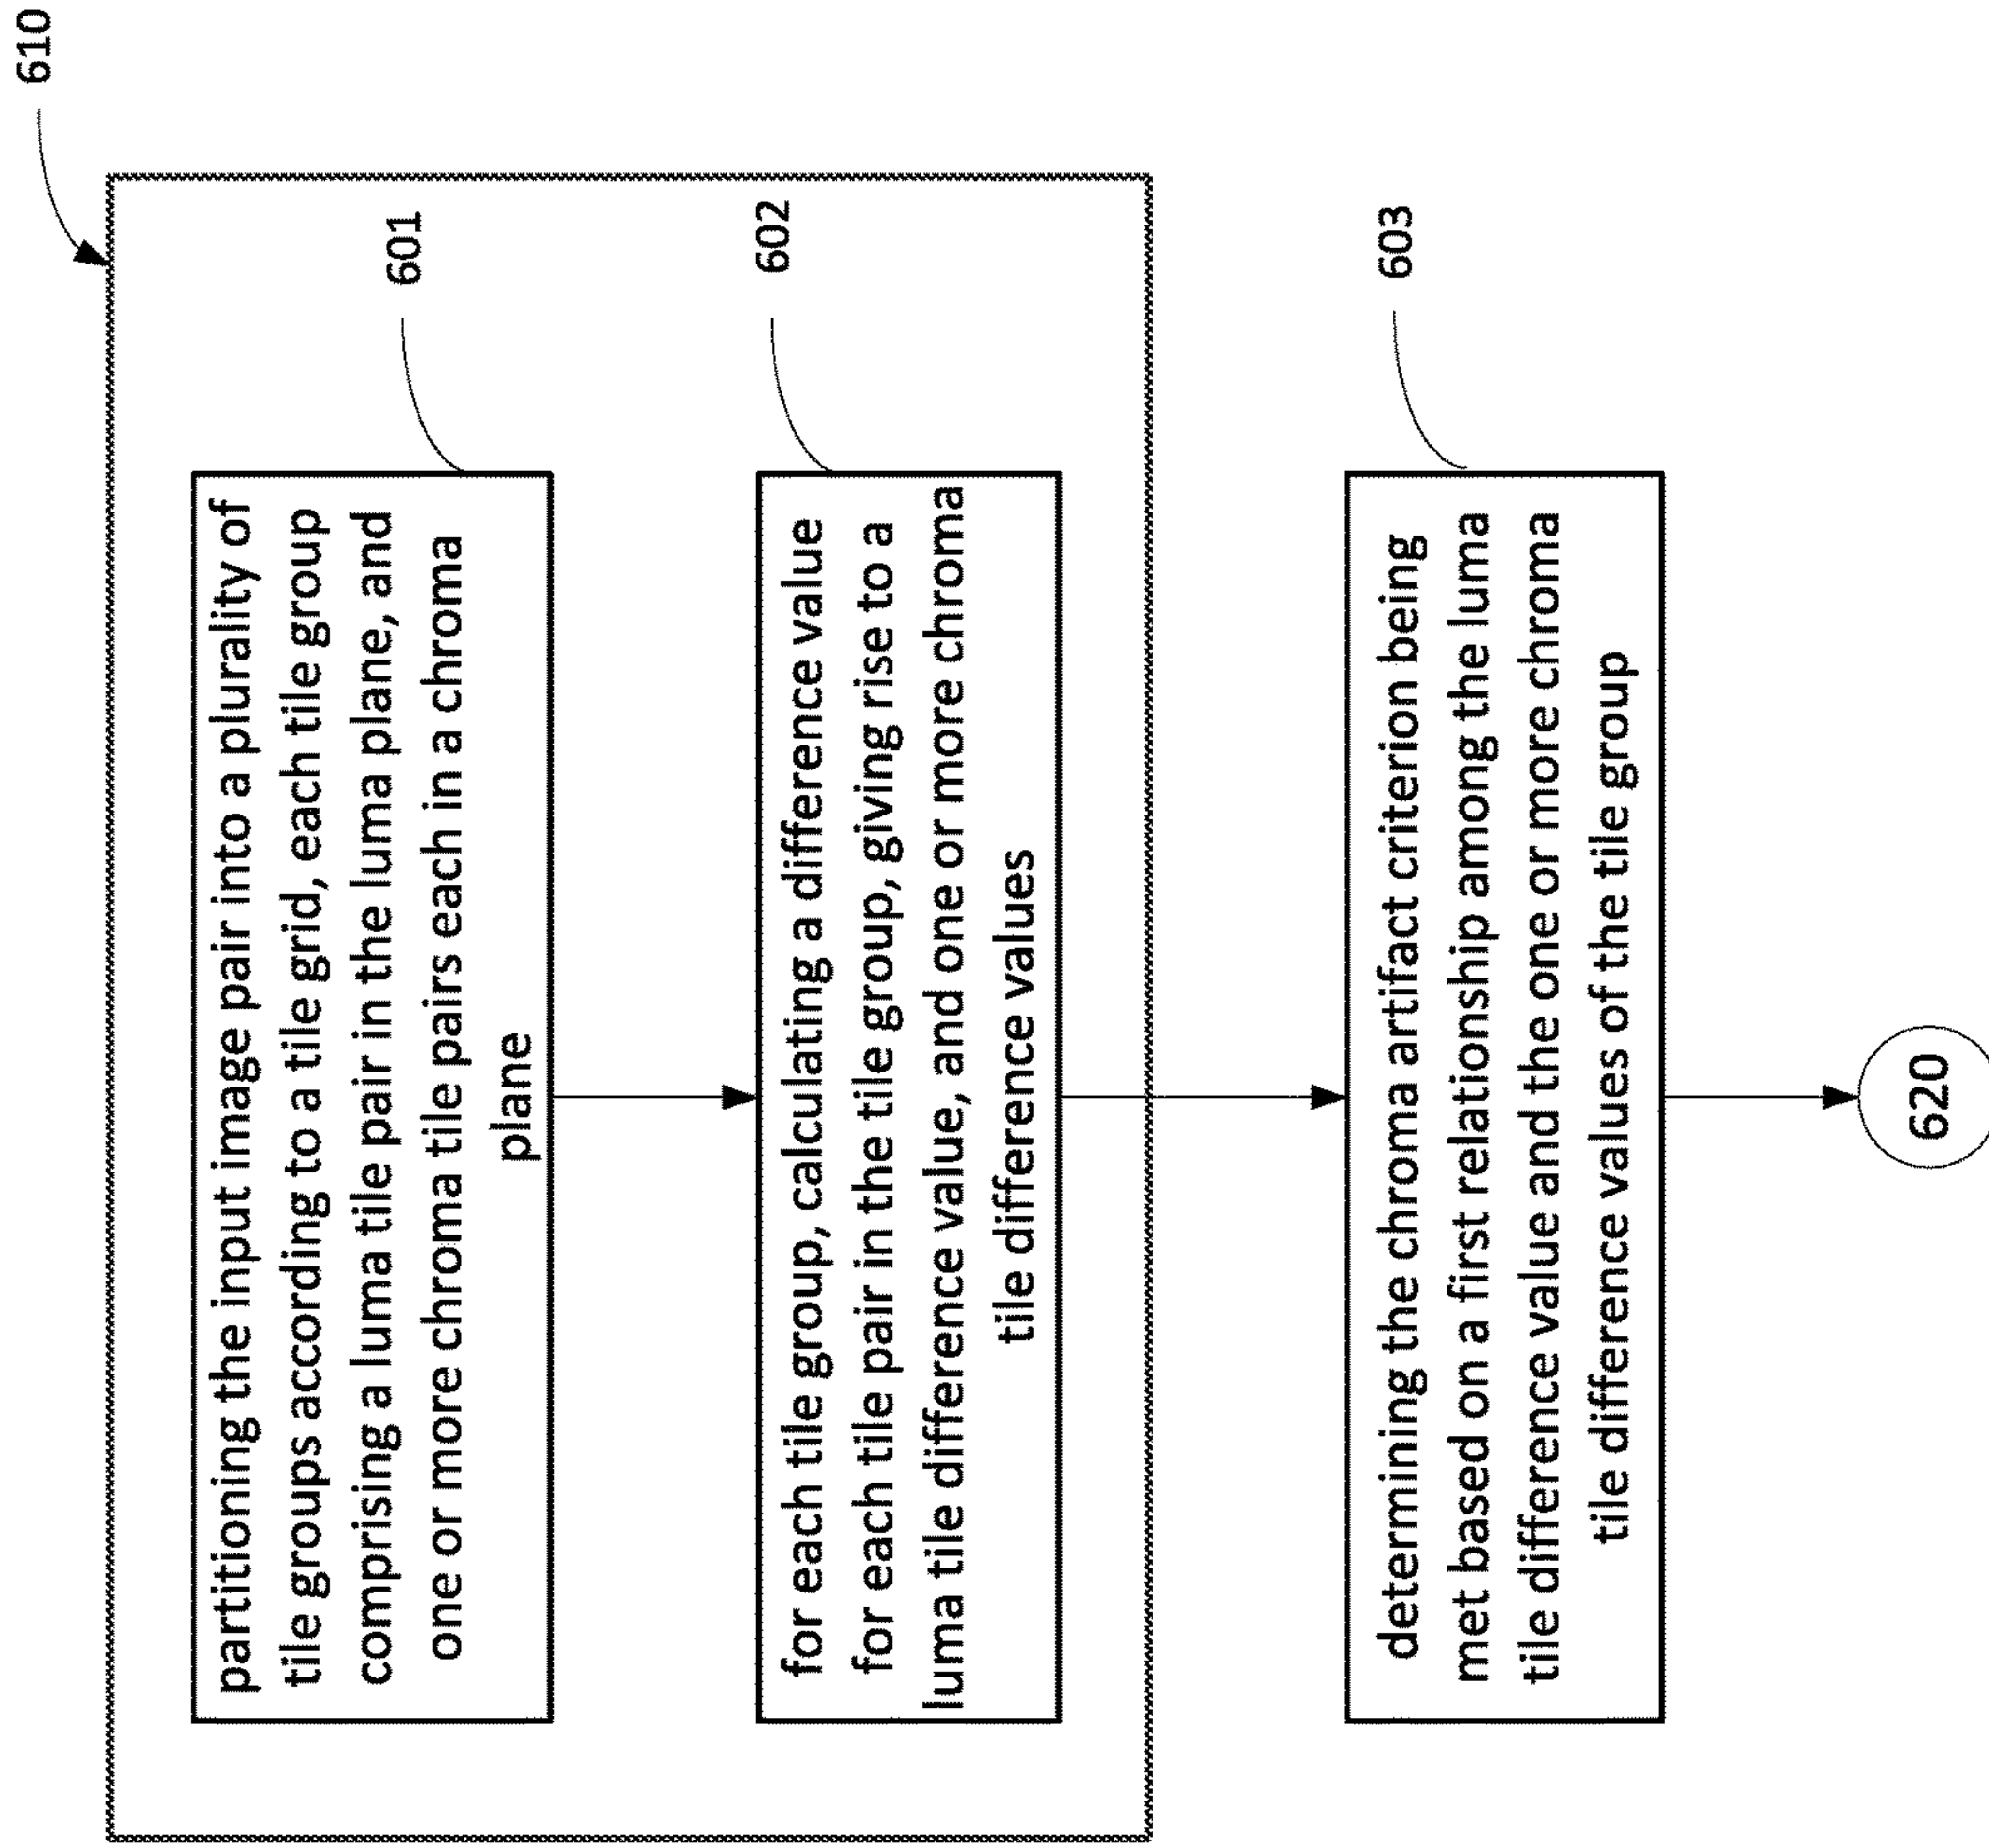 610
601
partitioning the input image pair into a plurality of
tile groups according to a tile grid, each tile group
comprising a luma tile pair in the luma plane, and
one or more chroma tile pairs each in a chroma
plane
602
for each tile group, calculating a difference value
for each tile pair in the tile group, giving rise to a
luma tile difference value, and one or more chroma
tile difference values
603
determining the chroma artifact criterion being
met based on a first relationship among the luma
tile difference value and the one or more chroma
tile difference values of the tile group
620